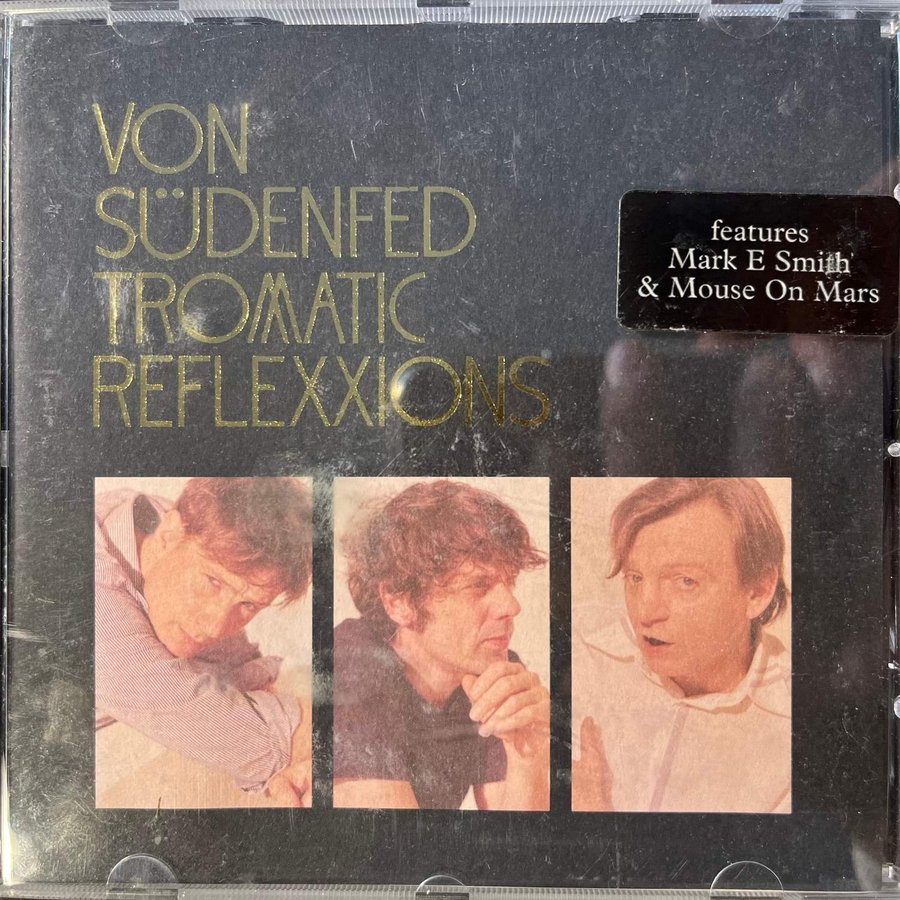 VON
SÜDENFED
TROMATIC
REFLEXXIONS
features
Mark E Smith
& Mouse On Mars